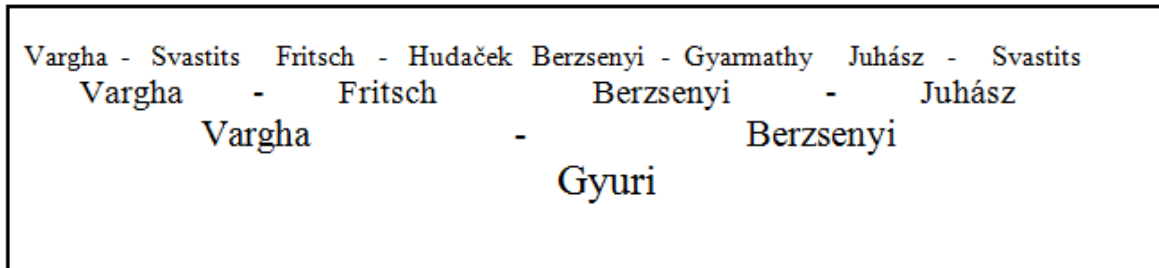 Vargha - Svastits Fritsch - Hudaček Berzsenyi - Gyarmathy Juhász - Svastits
Vargha - Fritsch Berzsenyi - Juhász
Vargha - Berzsenyi
Gyuri